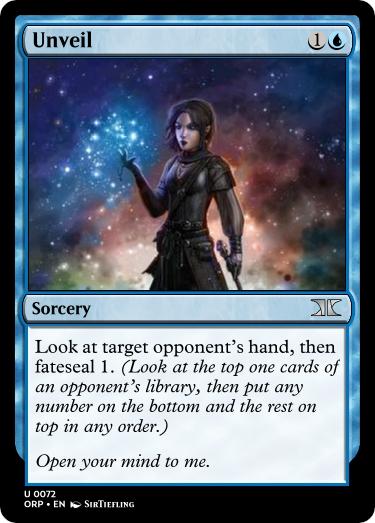 Unveil 1
Sorcery
Look at target opponent's hand, then
fateseal 1. (Look at the top one cards of
an opponent's library, then put any
number on the bottom and the rest on
top in any order.)
Open your mind to me.
U 0072
ORP • EN SirTiefling